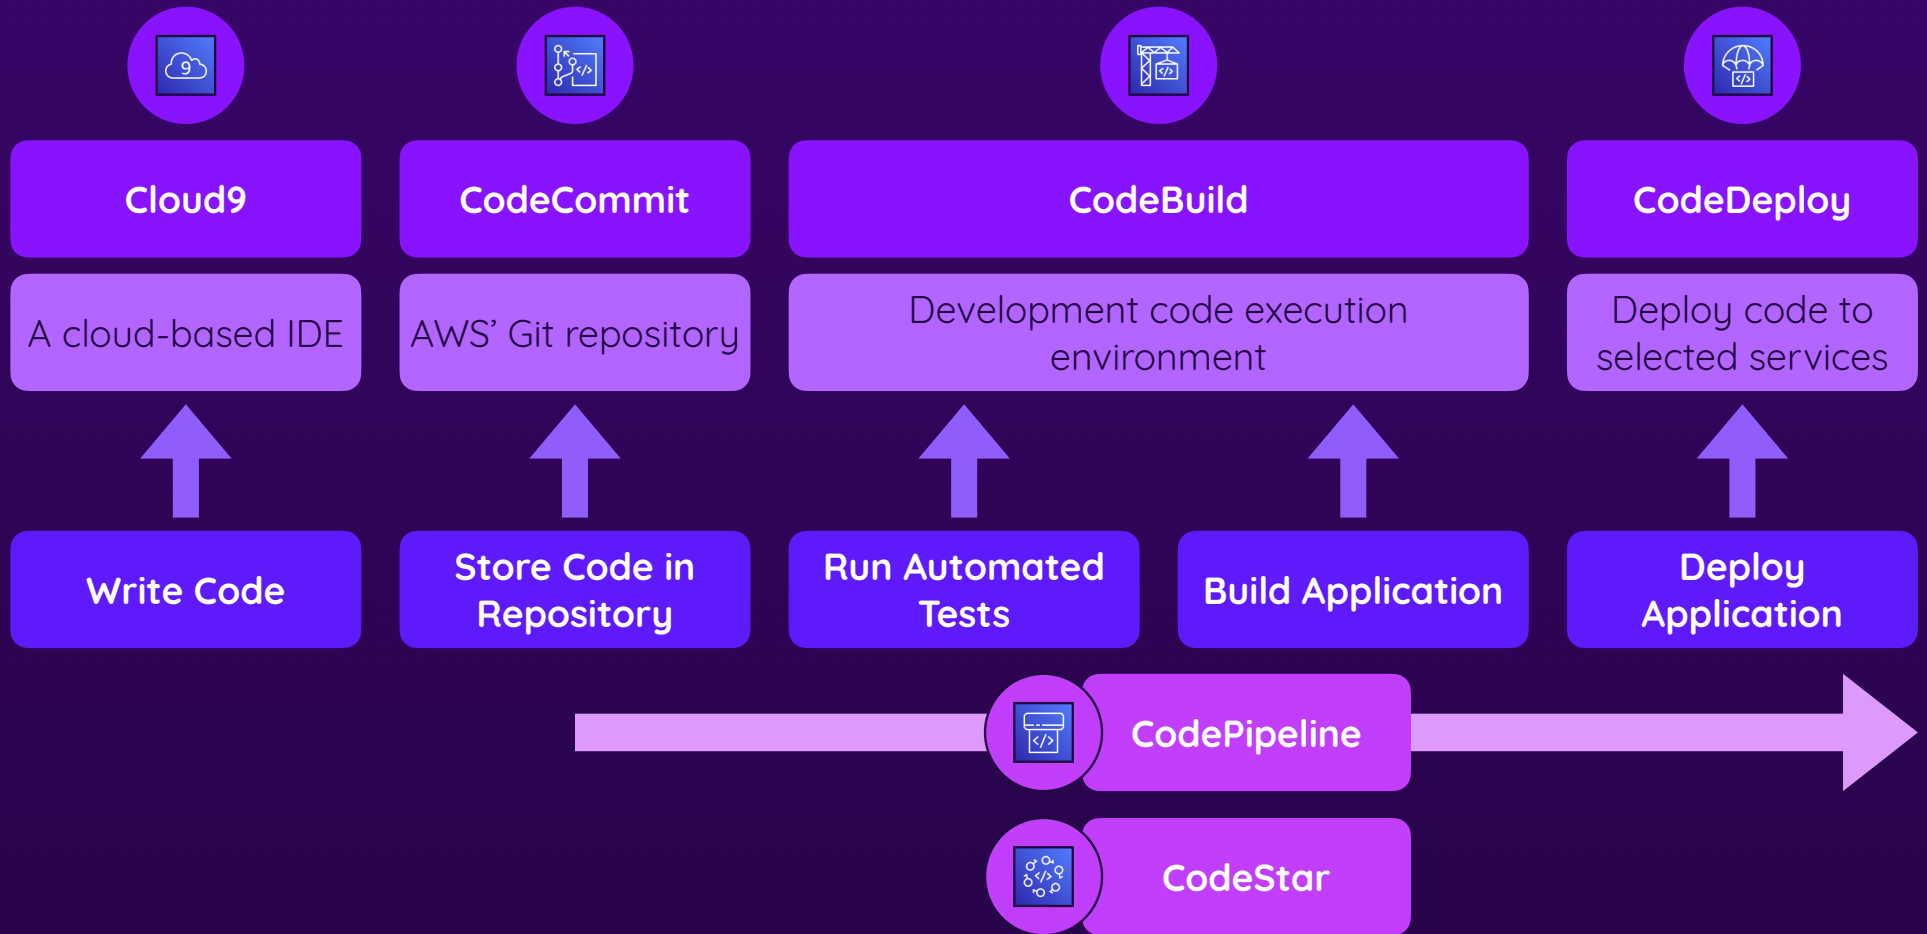 9
Cloud9
CodeCommit
CodeBuild
CodeDeploy
A cloud-based IDE
AWS’ Git repository
Development code execution
environment
Deploy code to
selected services
Write Code
Store Code in
Repository
Run Automated
Tests
Build Application
Deploy
Application
CodePipeline
CodeStar